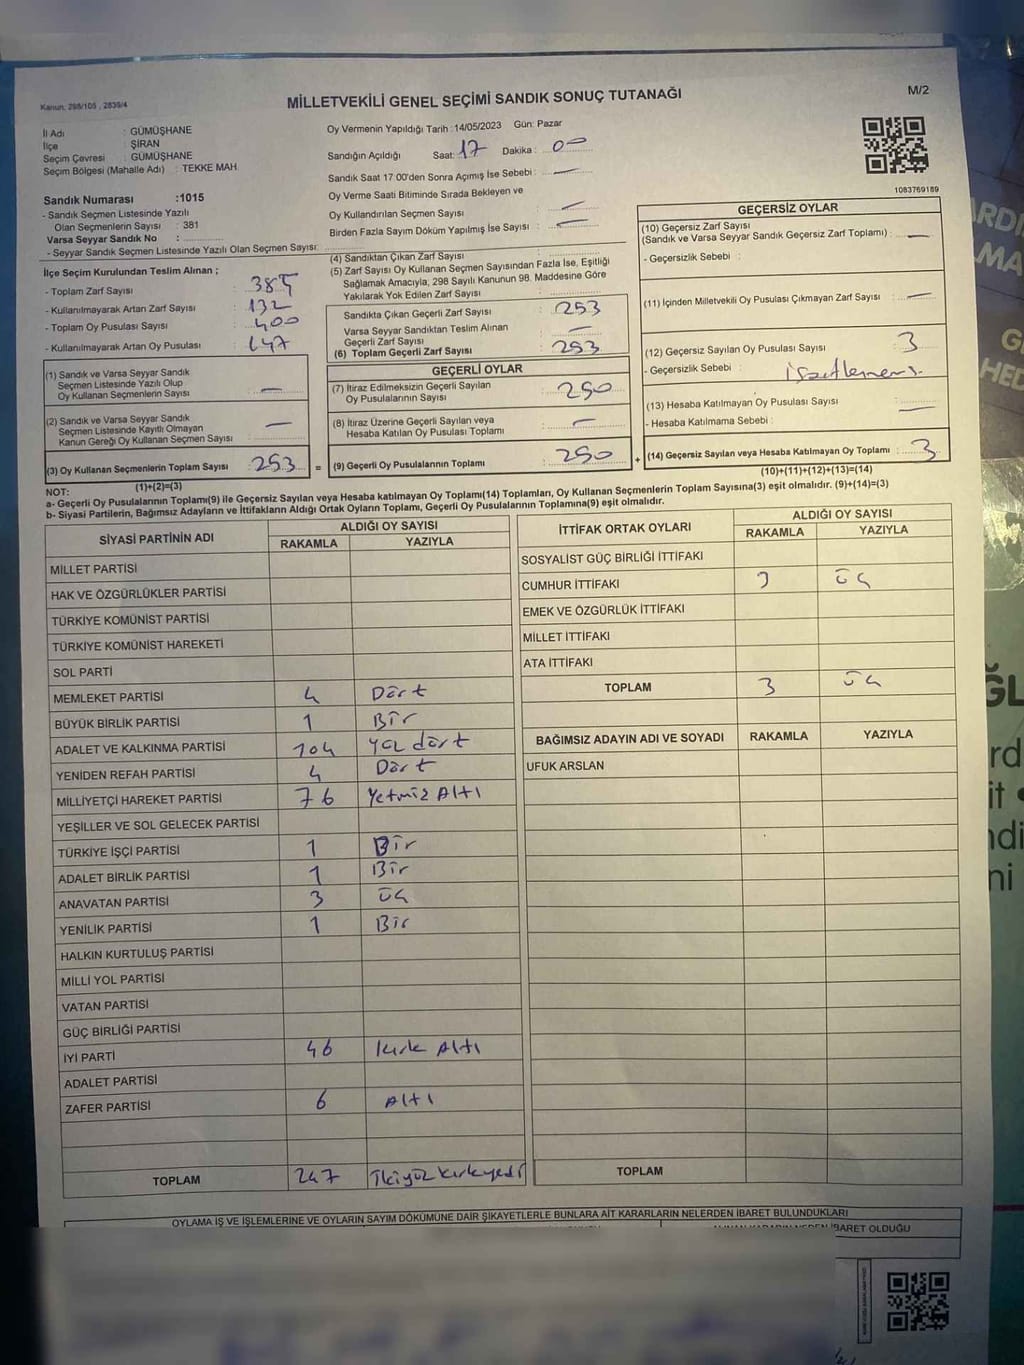 Kanun, 298/105 , 2839/4
MİLLETVEKİLİ GENEL SEÇİMİ SANDIK SONUÇ TUTANAĞI
M/2
İl Adı : GÜMÜŞHANE
İlçe : ŞİRAN
Seçim Çevresi : GÜMÜŞHANE
Seçim Bölgesi (Mahalle Adı) : TEKKE MAH
Sandık Numarası :1015
- Sandık Seçmen Listesinde Yazılı
Olan Seçmenlerin Sayısı : 381
Varsa Seyyar Sandık No :
- Seyyar Sandık Seçmen Listesinde Yazılı Olan Seçmen Sayısı:
Oy Vermenin Yapıldığı Tarih :14/05/2023 Gün: Pazar
Sandığın Açıldığı Saat: 17 Dakika : 00
Sandık Saat 17 00'den Sonra Açımış İse Sebebi : —
Oy Verme Saati Bitiminde Sırada Bekleyen ve
Oy Kullandırılan Seçmen Sayısı : —
Birden Fazla Sayım Döküm Yapılmış İse Sayısı : —
1083769189
İlçe Seçim Kurulundan Teslim Alınan ;
- Toplam Zarf Sayısı : 385
- Kullanılmayarak Artan Zarf Sayısı : 132
- Toplam Oy Pusulası Sayısı : 400
- Kullanılmayarak Artan Oy Pusulası : 147
(4) Sandıktan Çıkan Zarf Sayısı :
(5) Zarf Sayısı Oy Kullanan Seçmen Sayısından Fazla İse, Eşitliği
Sağlamak Amacıyla, 298 Sayılı Kanunun 98. Maddesine Göre
Yakılarak Yok Edilen Zarf Sayısı :
Sandıkta Çıkan Geçerli Zarf Sayısı : 253
Varsa Seyyar Sandıktan Teslim Alınan
Geçerli Zarf Sayısı : —
(6) Toplam Geçerli Zarf Sayısı : 253
GEÇERSİZ OYLAR
(10) Geçersiz Zarf Sayısı
(Sandık ve Varsa Seyyar Sandık Geçersiz Zarf Toplamı) : —
- Geçersizlik Sebebi :
(11) İçinden Milletvekili Oy Pusulası Çıkmayan Zarf Sayısı : —
(12) Geçersiz Sayılan Oy Pusulası Sayısı : 3
- Geçersizlik Sebebi :
(13) Hesaba Katılmayan Oy Pusulası Sayısı : —
- Hesaba Katılmama Sebebi :
(14) Geçersiz Sayılan veya Hesaba Katılmayan Oy Toplamı : 3
(10)+(11)+(12)+(13)=(14)
(1) Sandık ve Varsa Seyyar Sandık
Seçmen Listesinde Yazılı Olup
Oy Kullanan Seçmenlerin Sayısı : —
(2) Sandık ve Varsa Seyyar Sandık
Seçmen Listesinde Kayıtlı Olmayan
Kanun Gereği Oy Kullanan Seçmen Sayısı : —
(3) Oy Kullanan Seçmenlerin Toplam Sayısı : 253
(1)+(2)=(3)
GEÇERLİ OYLAR
(7) İtiraz Edilmeksizin Geçerli Sayılan
Oy Pusulalarının Sayısı : 250
(8) İtiraz Üzerine Geçerli Sayılan veya
Hesaba Katılan Oy Pusulası Toplamı : —
= (9) Geçerli Oy Pusulalarının Toplamı : 250 +
NOT:
a- Geçerli Oy Pusulalarının Toplamı(9) ile Geçersiz Sayılan veya Hesaba katılmayan Oy Toplamı(14) Toplamları, Oy Kullanan Seçmenlerin Toplam Sayısına(3) eşit olmalıdır. (9)+(14)=(3)
b- Siyasi Partilerin, Bağımsız Adayların ve İttifakların Aldığı Ortak Oyların Toplamı, Geçerli Oy Pusulalarının Toplamına(9) eşit olmalıdır.
SİYASİ PARTİNİN ADI ALDIĞI OY SAYISI
RAKAMLA YAZIYLA
MİLLET PARTİSİ
HAK VE ÖZGÜRLÜKLER PARTİSİ
TÜRKİYE KOMÜNİST PARTİSİ
TÜRKİYE KOMÜNİST HAREKETİ
SOL PARTİ
MEMLEKET PARTİSİ 4 Dört
BÜYÜK BİRLİK PARTİSİ 1 Bir
ADALET VE KALKINMA PARTİSİ 104 yüz dört
YENİDEN REFAH PARTİSİ 4 Dört
MİLLİYETÇİ HAREKET PARTİSİ 76 Yetmiz Altı
YEŞİLLER VE SOL GELECEK PARTİSİ
TÜRKİYE İŞÇİ PARTİSİ 1 Bir
ADALET BİRLİK PARTİSİ 1 Bir
ANAVATAN PARTİSİ 3 üç
YENİLİK PARTİSİ 1 Bir
HALKIN KURTULUŞ PARTİSİ
MİLLİ YOL PARTİSİ
VATAN PARTİSİ
GÜÇ BİRLİĞİ PARTİSİ
İYİ PARTİ 46 kırk Altı
ADALET PARTİSİ
ZAFER PARTİSİ 6 Altı
TOPLAM 247 İkiyüz kırkyedi
İTTİFAK ORTAK OYLARI ALDIĞI OY SAYISI
RAKAMLA YAZIYLA
SOSYALİST GÜÇ BİRLİĞİ İTTİFAKI
CUMHUR İTTİFAKI 3 üç
EMEK VE ÖZGÜRLÜK İTTİFAKI
MİLLET İTTİFAKI
ATA İTTİFAKI
TOPLAM 3 üç
BAĞIMSIZ ADAYIN ADI VE SOYADI RAKAMLA YAZIYLA
UFUK ARSLAN
TOPLAM
OYLAMA İŞ VE İŞLEMLERİNE VE OYLARIN SAYIM DÖKÜMÜNE DAİR ŞİKAYETLERLE BUNLARA AİT KARARLARIN NELERDEN İBARET BULUNDUKLARI
İBARET OLDUĞU